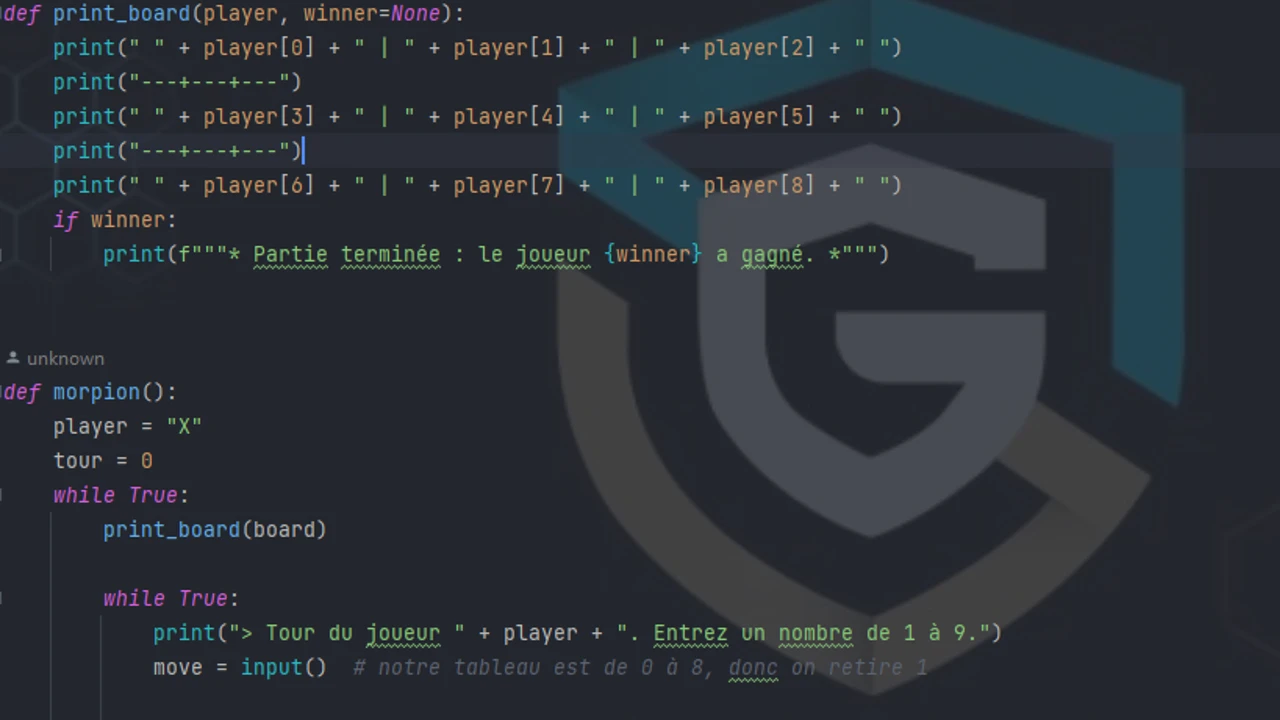 def print_board(player, winner=None):
    print(" " + player[0] + " | " + player[1] + " | " + player[2] + " ")
    print("---+---+---")
    print(" " + player[3] + " | " + player[4] + " | " + player[5] + " ")
    print("---+---+---")
    print(" " + player[6] + " | " + player[7] + " | " + player[8] + " ")
    if winner:
        print(f"""* Partie terminée : le joueur {winner} a gagné. *""")
unknown
def morpion():
    player = "X"
    tour = 0
    while True:
        print_board(board)
        while True:
            print("> Tour du joueur " + player + ". Entrez un nombre de 1 à 9.")
            move = input()  # notre tableau est de 0 à 8, donc on retire 1